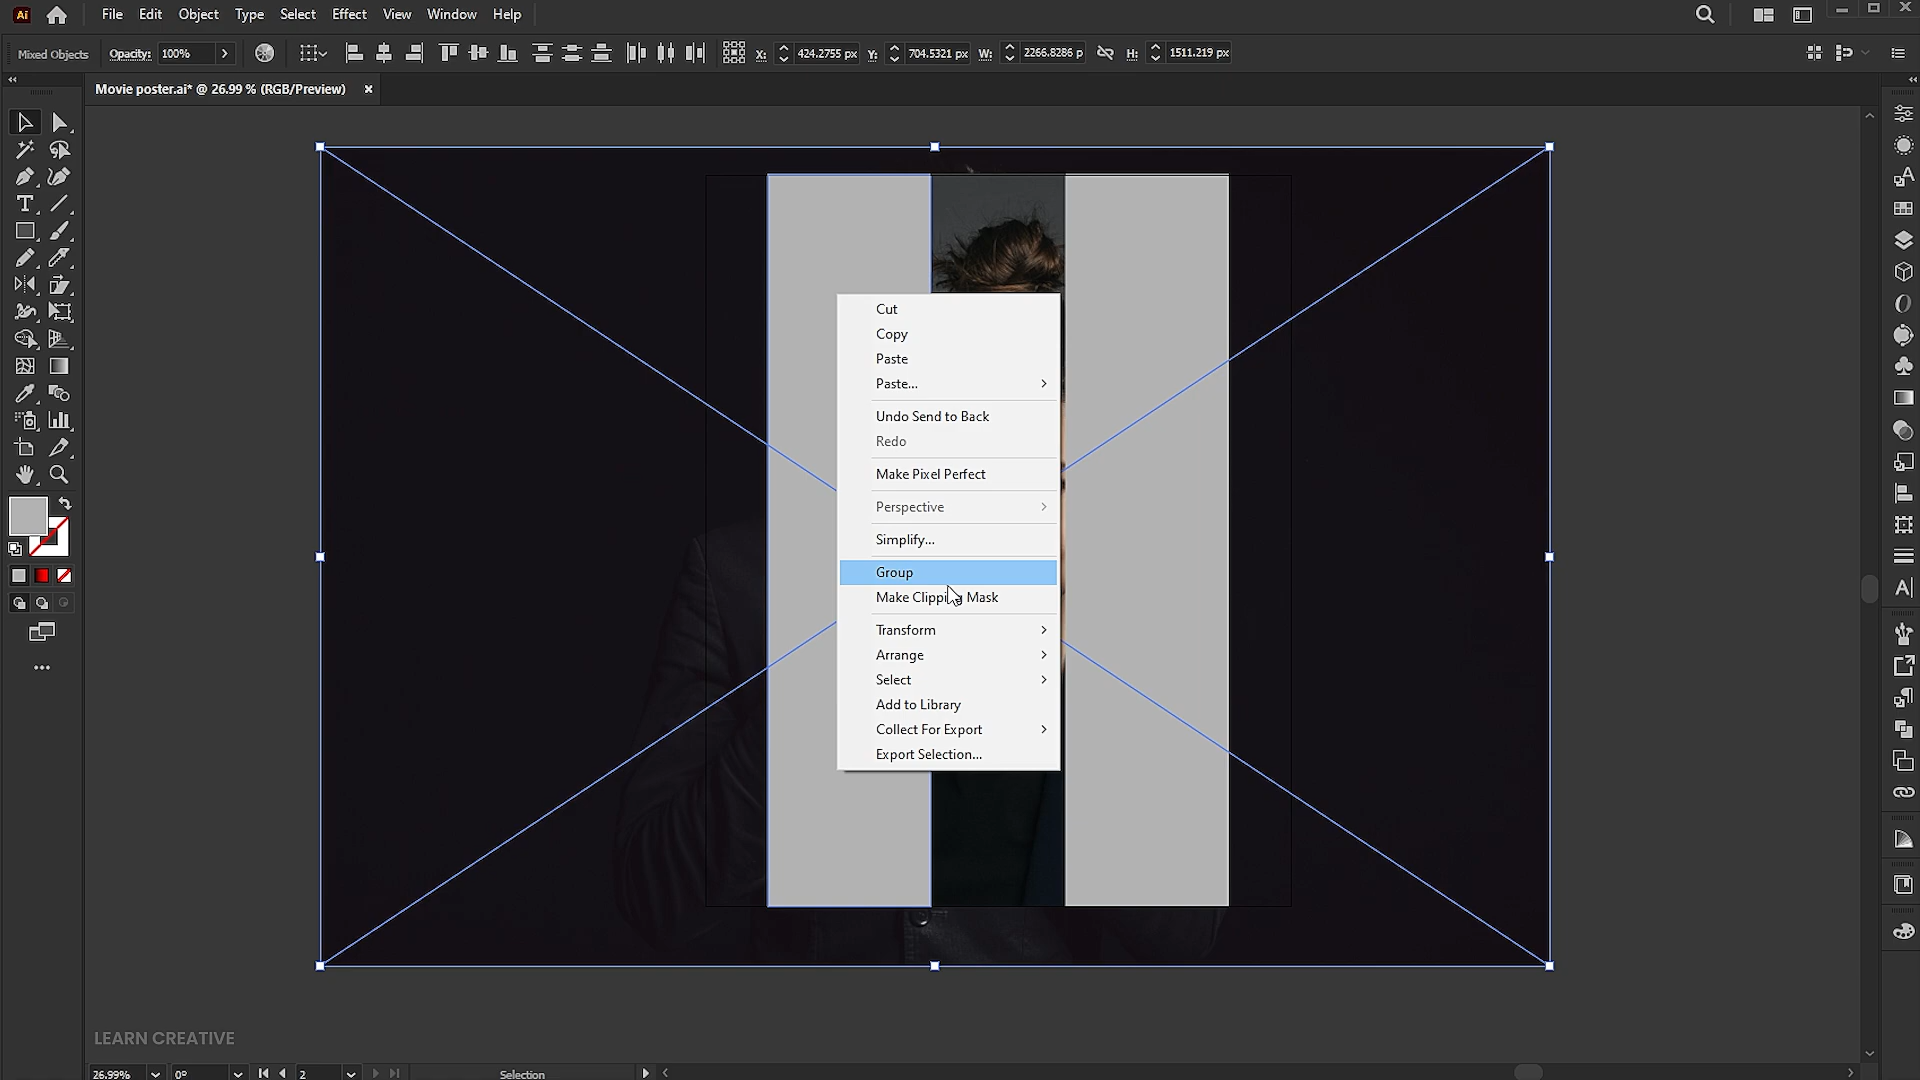 Ai File Edit Object Type Select Effect View Window Help
Mixed Objects Opacity: 100% X: 424.2755 px Y: 704.5321 px W: 2266.8286 p H: 1511.219 px
Movie poster.ai* @ 26.99 % (RGB/Preview) ×
Cut
Copy
Paste
Paste...
Undo Send to Back
Redo
Make Pixel Perfect
Perspective
Simplify...
Group
Make Clipping Mask
Transform
Arrange
Select
Add to Library
Collect For Export
Export Selection...
LEARN CREATIVE
26.99% 0° 2 Selection